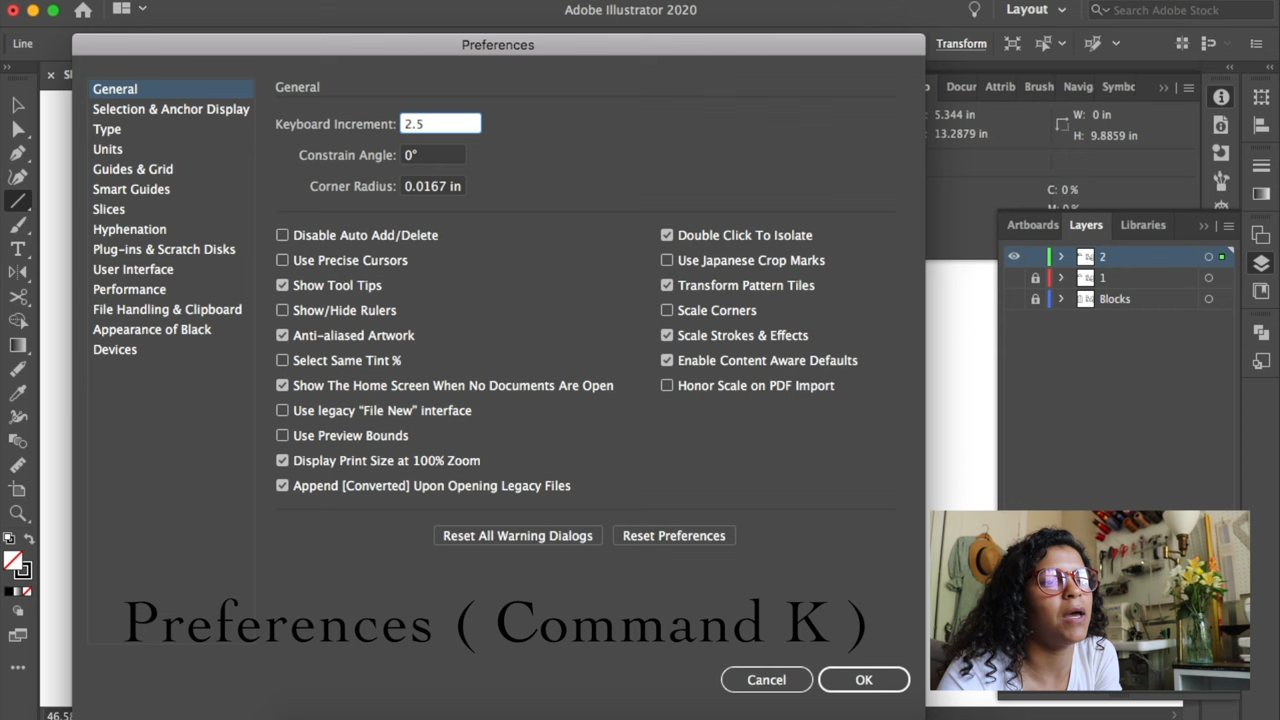 Adobe Illustrator 2020
Layout
Search Adobe Stock
Line
Preferences
Transform
General
Selection & Anchor Display
Type
Units
Guides & Grid
Smart Guides
Slices
Hyphenation
Plug-ins & Scratch Disks
User Interface
Performance
File Handling & Clipboard
Appearance of Black
Devices
General
Keyboard Increment: 2.5
Constrain Angle: 0°
Corner Radius: 0.0167 in
Disable Auto Add/Delete
Use Precise Cursors
Show Tool Tips
Show/Hide Rulers
Anti-aliased Artwork
Select Same Tint %
Show The Home Screen When No Documents Are Open
Use legacy “File New” interface
Use Preview Bounds
Display Print Size at 100% Zoom
Append [Converted] Upon Opening Legacy Files
Double Click To Isolate
Use Japanese Crop Marks
Transform Pattern Tiles
Scale Corners
Scale Strokes & Effects
Enable Content Aware Defaults
Honor Scale on PDF Import
Reset All Warning Dialogs
Reset Preferences
Preferences ( Command K )
Cancel
OK
Docur Attrib Brush Navig Symbc
5.344 in
13.2879 in
W: 0 in
H: 9.8859 in
C: 0 %
Artboards Layers Libraries
2
1
Blocks